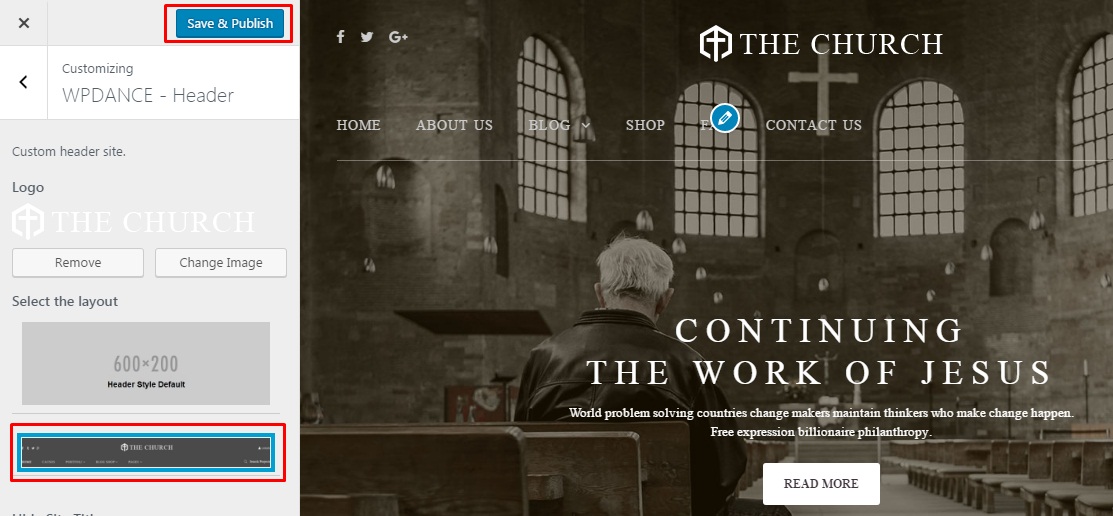 Save & Publish
Customizing
WPDANCE - Header
Custom header site.
Logo
THE CHURCH
Remove
Change Image
Select the layout
600×200
Header Style Default
THE CHURCH
G+
THE CHURCH
HOME
ABOUT US
BLOG
SHOP
CONTACT US
CONTINUING
THE WORK OF JESUS
World problem solving countries change makers maintain thinkers who make change happen.
Free expression billionaire philanthropy.
READ MORE